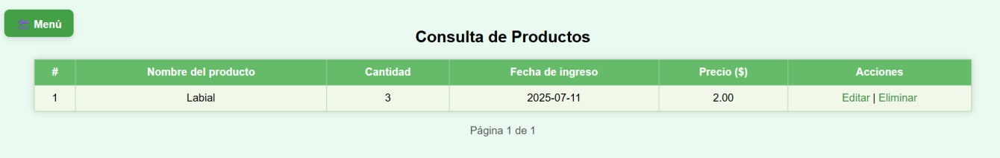 🔙 Menú
Consulta de Productos
# Nombre del producto Cantidad Fecha de ingreso Precio ($) Acciones
1 Labial 3 2025-07-11 2.00 Editar | Eliminar
Página 1 de 1